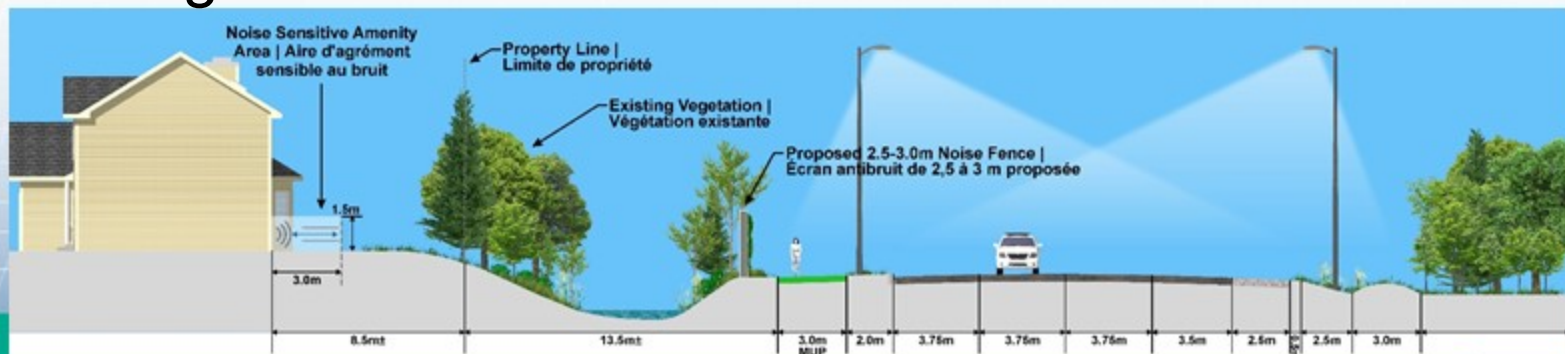 Noise Sensitive Amenity
Area | Aire d'agrément
sensible au bruit
Property Line |
Limite de propriété
Existing Vegetation |
Végétation existante
Proposed 2.5-3.0m Noise Fence |
Écran antibruit de 2,5 à 3 m proposée
1.5m
3.0m
8.5m±
13.5m±
3.0m
MUP
2.0m
3.75m
3.75m
3.75m
3.5m
2.5m
2.5m
3.0m